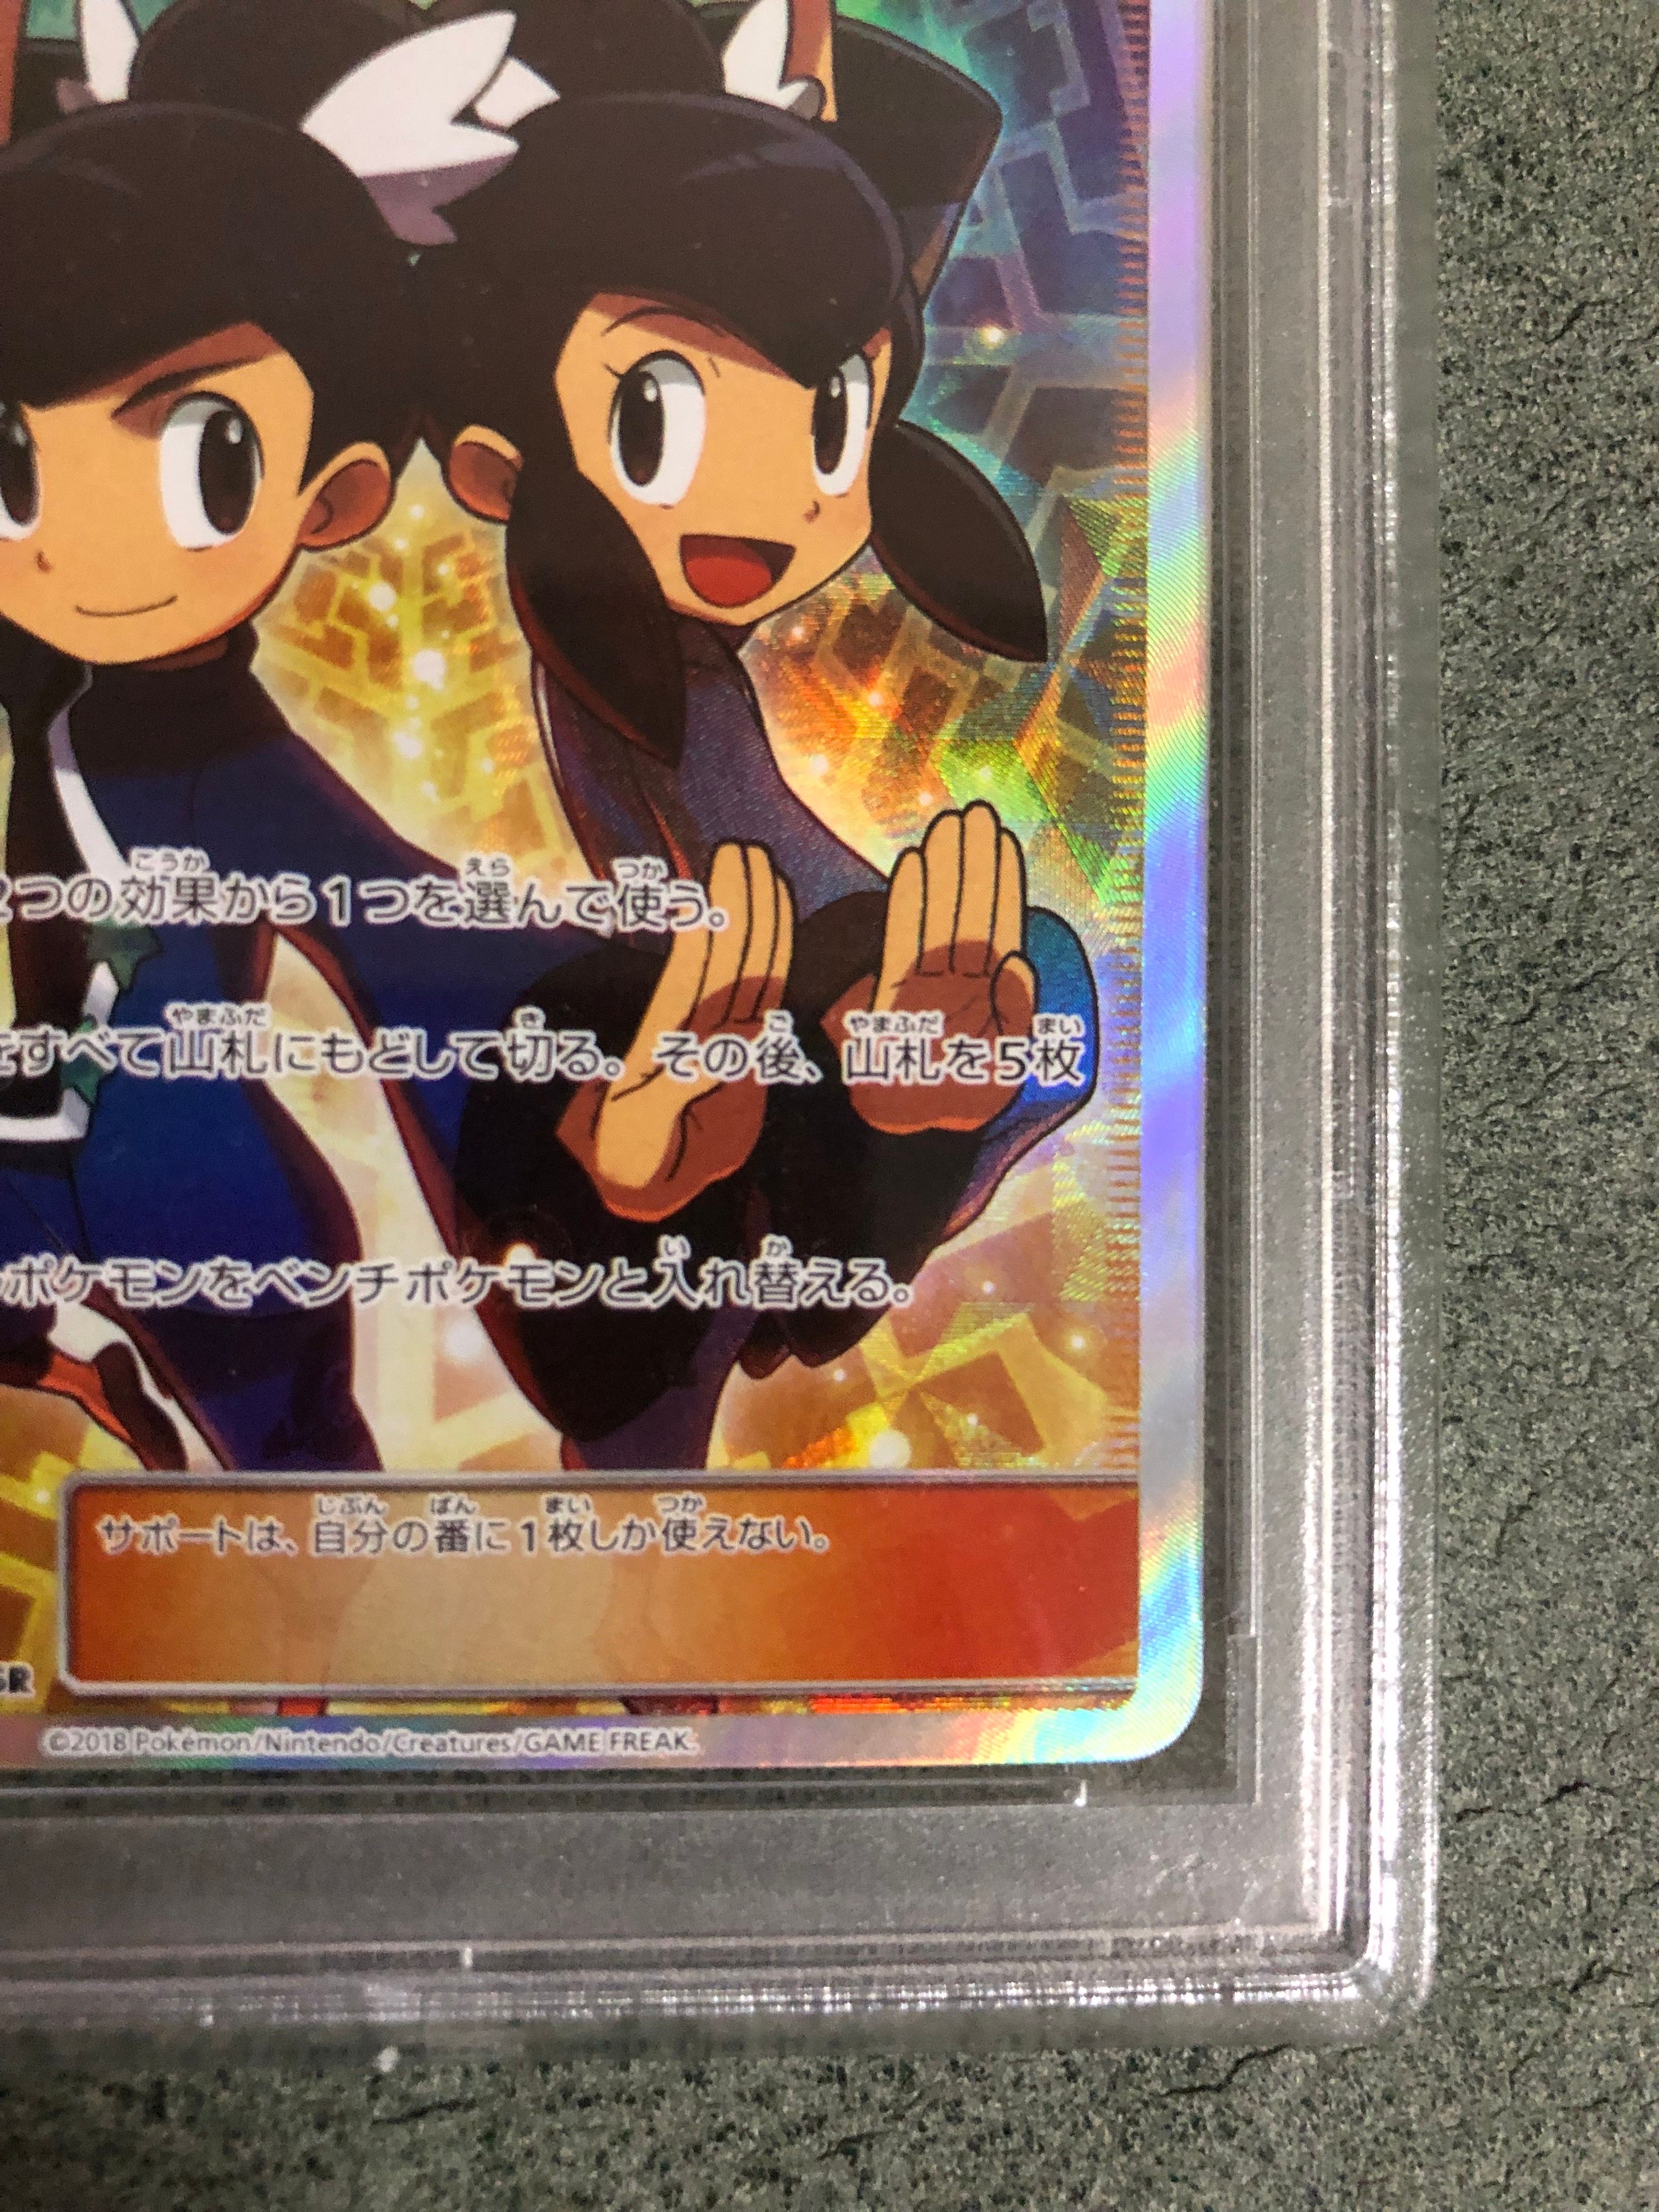 2つの効果から1つを選んで使う。
をすべて山札にもどして切る。その後、山札を5枚
ポケモンをベンチポケモンと入れ替える。
サポートは、自分の番に1枚しか使えない。
SR
©2018 Pokémon/Nintendo/Creatures/GAME FREAK.